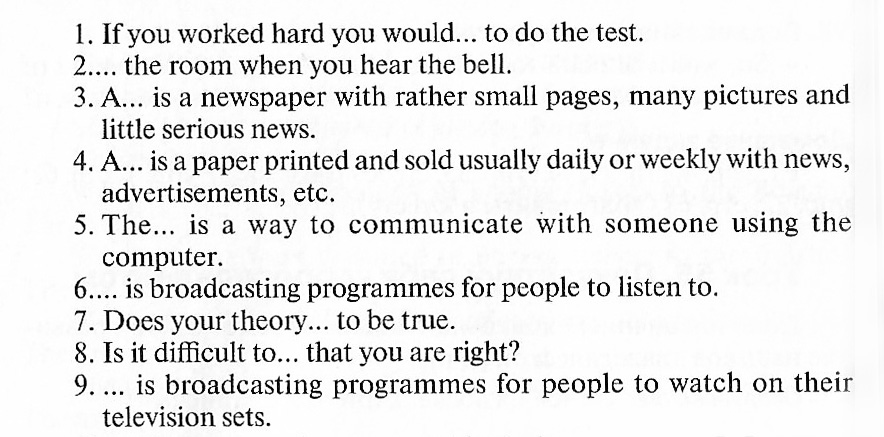 1. If you worked hard you would... to do the test.
2.... the room when you hear the bell.
3. A... is a newspaper with rather small pages, many pictures and
little serious news.
4. A... is a paper printed and sold usually daily or weekly with news,
advertisements, etc.
5. The... is a way to communicate with someone using the
computer.
6.... is broadcasting programmes for people to listen to.
7. Does your theory... to be true.
8. Is it difficult to... that you are right?
9. ... is broadcasting programmes for people to watch on their
television sets.